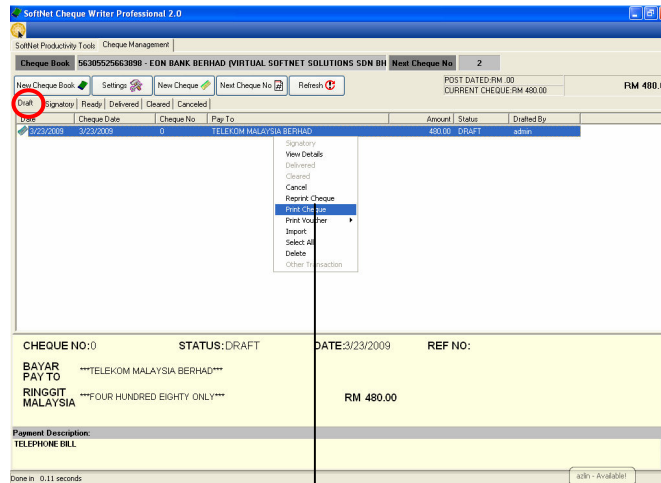 SoftNet Cheque Writer Professional 2.0
SoftNet Productivity Tools Cheque Management
Cheque Book 56305525663898 - EON BANK BERHAD (VIRTUAL SOFTNET SOLUTIONS SDN BH Next Cheque No 2
New Cheque Book Settings New Cheque Next Cheque No Refresh POST DATED:RM .00
CURRENT CHEQUE:RM 480.00 RM 480.
Draft Signatory Ready Delivered Cleared Canceled
Date Cheque Date Cheque No Pay To Amount Status Drafted By
3/23/2009 3/23/2009 0 TELEKOM MALAYSIA BERHAD 480.00 DRAFT admin
Signatory
View Details
Delivered
Cleared
Cancel
Reprint Cheque
Print Cheque
Print Voucher
Import
Select All
Delete
Other Transaction
CHEQUE NO:0 STATUS:DRAFT DATE:3/23/2009 REF NO:
BAYAR
PAY TO ***TELEKOM MALAYSIA BERHAD***
RINGGIT
MALAYSIA ***FOUR HUNDRED EIGHTY ONLY*** RM 480.00
Payment Description:
TELEPHONE BILL
Done in 0.11 seconds azlin - Available!